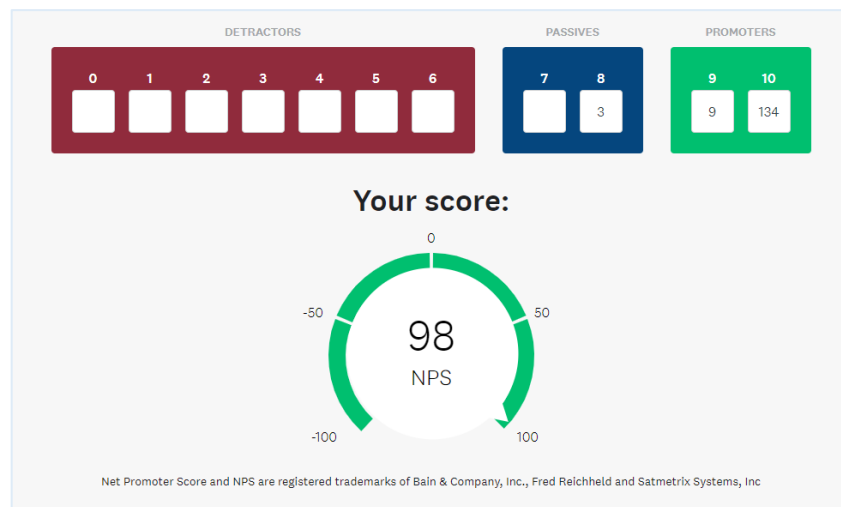 DETRACTORS PASSIVES PROMOTERS
0 1 2 3 4 5 6 7 8 9 10
3 9 134
Your score:
0
-50 50
98
NPS
-100 100
Net Promoter Score and NPS are registered trademarks of Bain & Company, Inc., Fred Reichheld and Satmetrix Systems, Inc